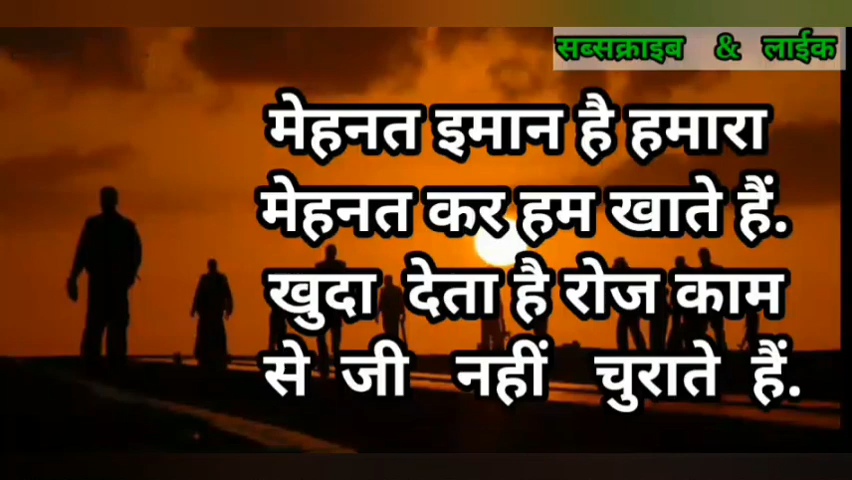 सब्सक्राइब & लाईक
मेहनत इमान है हमारा
मेहनत कर हम खाते हैं.
खुदा देता है रोज काम
से जी नहीं चुराते हैं.